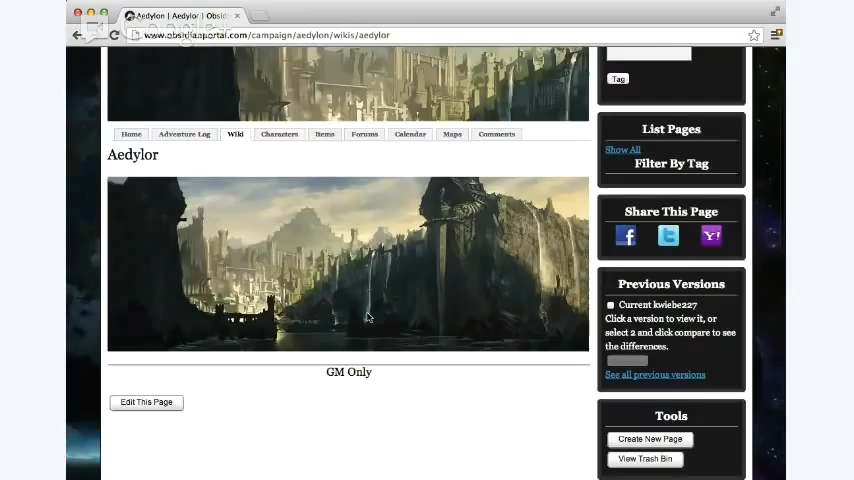 Aedylon | Aedylor | Obsid
Google+
www.obsidianportal.com/campaign/aedylon/wikis/aedylor
Tag
Home Adventure Log Wiki Characters Items Forums Calendar Maps Comments
Aedylor
List Pages
Show All
Filter By Tag
Share This Page
f t Y!
Previous Versions
Current kwiebe227
Click a version to view it, or
select 2 and click compare to see
the differences.
See all previous versions
GM Only
Edit This Page
Tools
Create New Page
View Trash Bin